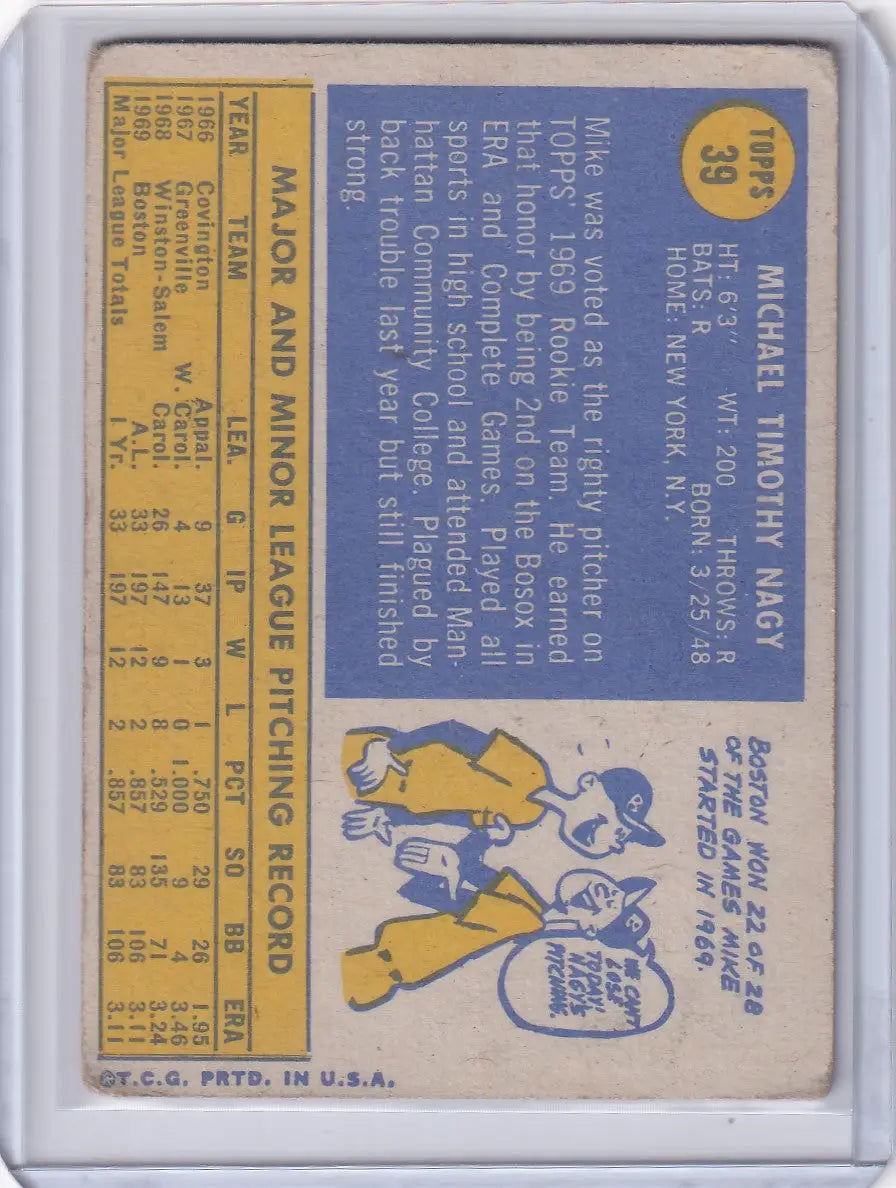 TOPPS
39
MICHAEL TIMOTHY NAGY
HT: 6'3" WT: 200 THROWS: R
BATS: R BORN: 3/25/48
HOME: NEW YORK, N.Y.
Mike was voted as the righty pitcher on
TOPPS' 1969 Rookie Team. He earned
that honor by being 2nd on the Bosox in
ERA and Complete Games. Played all
sports in high school and attended Man-
hattan Community College. Plagued by
back trouble last year but still finished
strong.
BOSTON WON 22 OF 28
OF THE GAMES MIKE
STARTED IN 1969.
WE CAN'T
LOSE
TODAY!
NAGY'S
PITCHING.
MAJOR AND MINOR LEAGUE PITCHING RECORD
YEAR TEAM LEA. G IP W L PCT SO BB ERA
1966 Covington Appal. 9 37 3 1 .750 29 26 1.95
1967 Greenville W. Carol. 4 13 1 0 1.000 9 4 3.46
1968 Winston-Salem Carol. 26 147 9 8 .529 135 71 3.24
1969 Boston A.L. 33 197 12 2 .857 83 106 3.11
Major League Totals 1 Yr. 33 197 12 2 .857 83 106 3.11
©T.C.G. PRTD. IN U.S.A.